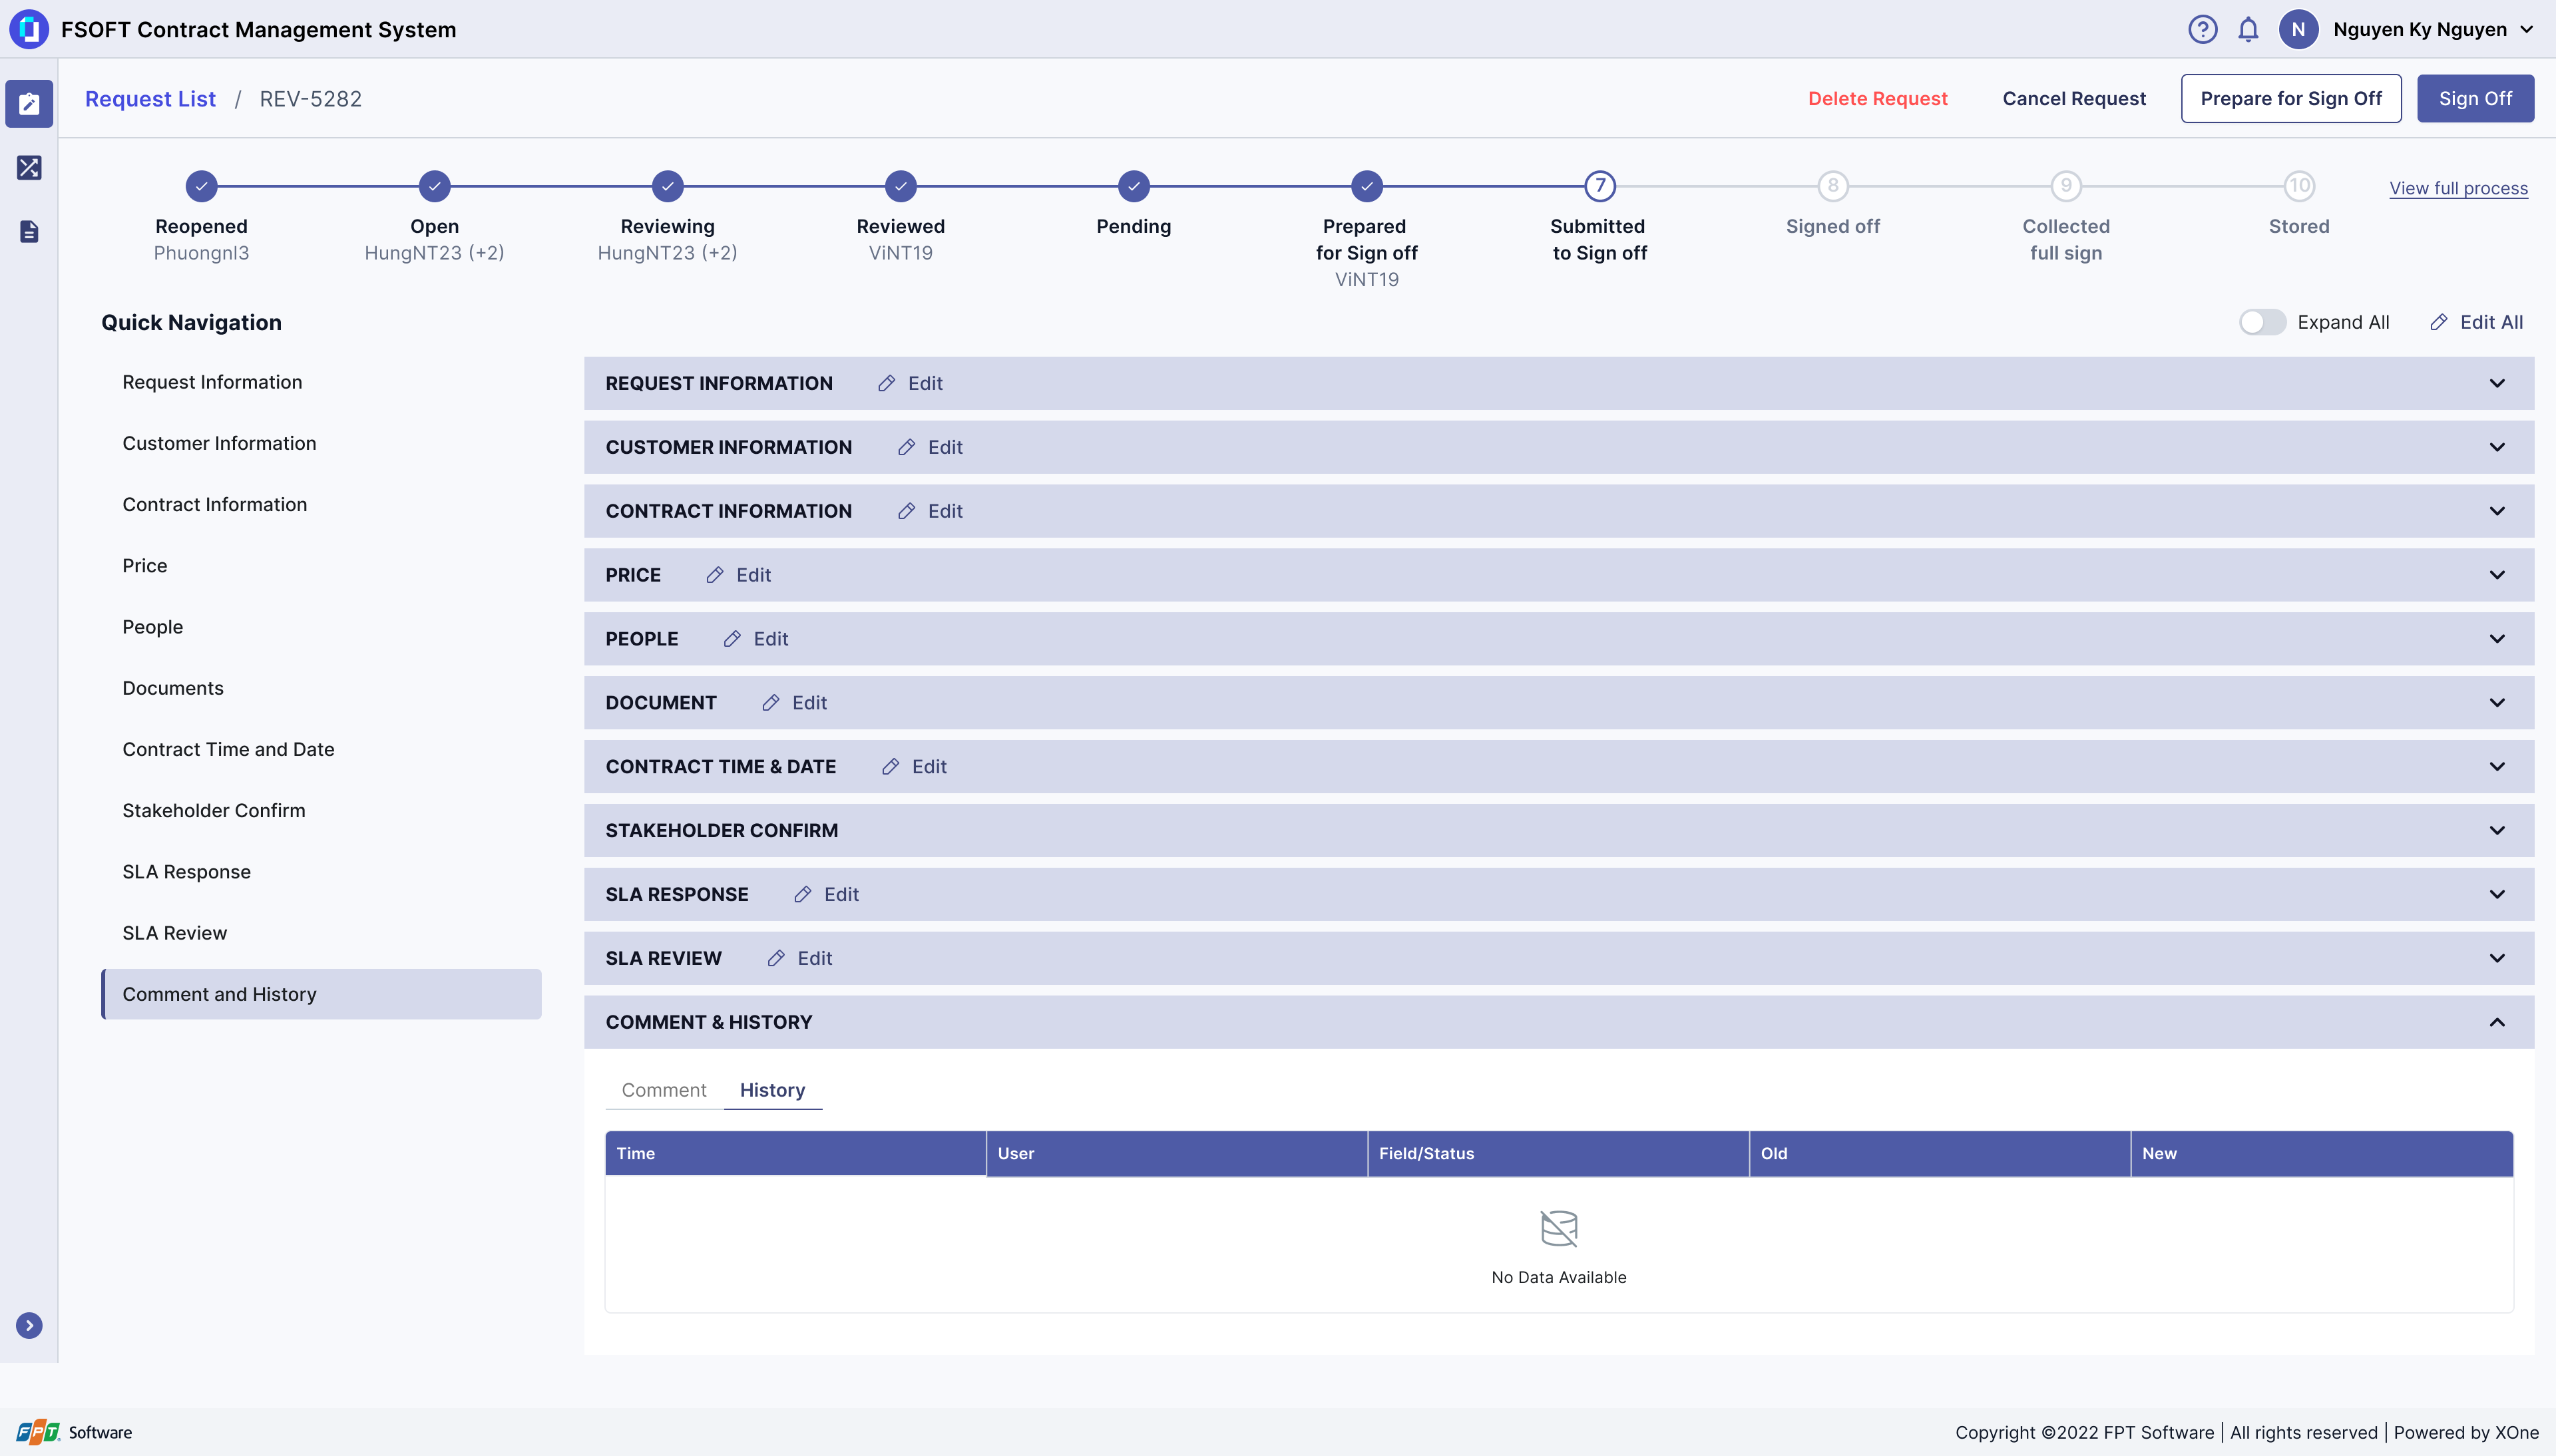 FSOFT Contract Management System
N
Nguyen Ky Nguyen
Request List / REV-5282
Delete Request
Cancel Request
Prepare for Sign Off
Sign Off
Reopened
Phuongnl3
Open
HungNT23 (+2)
Reviewing
HungNT23 (+2)
Reviewed
ViNT19
Pending
Prepared
for Sign off
ViNT19
7
Submitted
to Sign off
8
Signed off
9
Collected
full sign
10
Stored
View full process
Quick Navigation
Expand All
Edit All
Request Information
Customer Information
Contract Information
Price
People
Documents
Contract Time and Date
Stakeholder Confirm
SLA Response
SLA Review
Comment and History
REQUEST INFORMATION Edit
CUSTOMER INFORMATION Edit
CONTRACT INFORMATION Edit
PRICE Edit
PEOPLE Edit
DOCUMENT Edit
CONTRACT TIME & DATE Edit
STAKEHOLDER CONFIRM
SLA RESPONSE Edit
SLA REVIEW Edit
COMMENT & HISTORY
Comment History
Time User Field/Status Old New
No Data Available
FPT Software
Copyright ©2022 FPT Software | All rights reserved | Powered by XOne